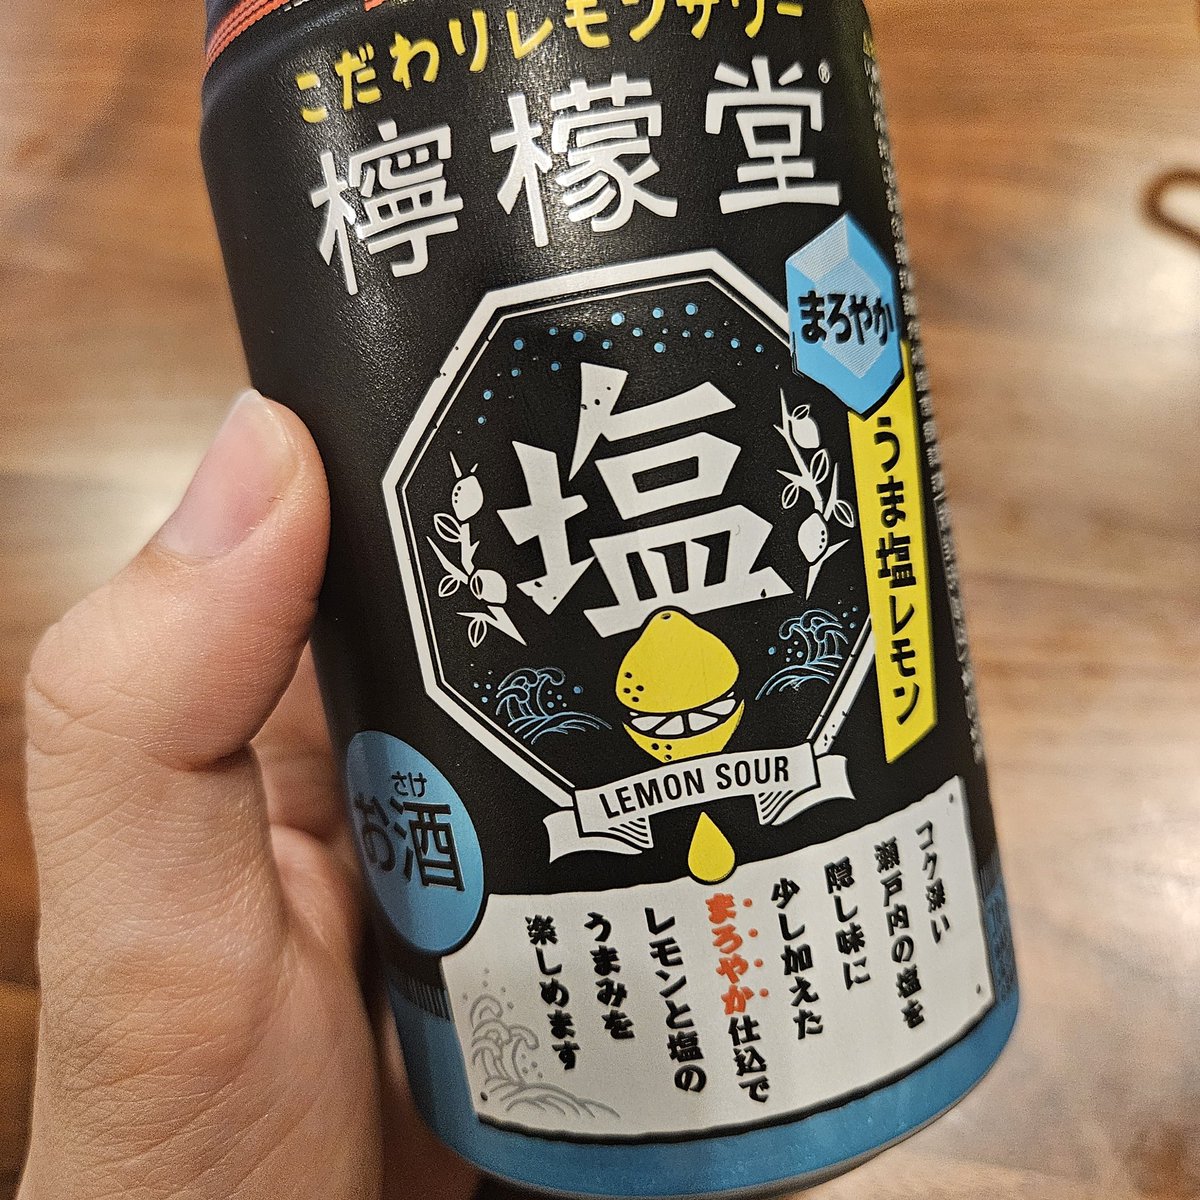 こだわりレモンサワー
檸檬堂®
まろやか
うま塩レモン
塩
LEMON SOUR
さけ
お酒
コク深い
瀬戸内の塩を
隠し味に
少し加えた
まろやか仕込で
レモンと塩の
うまみを
楽しめます